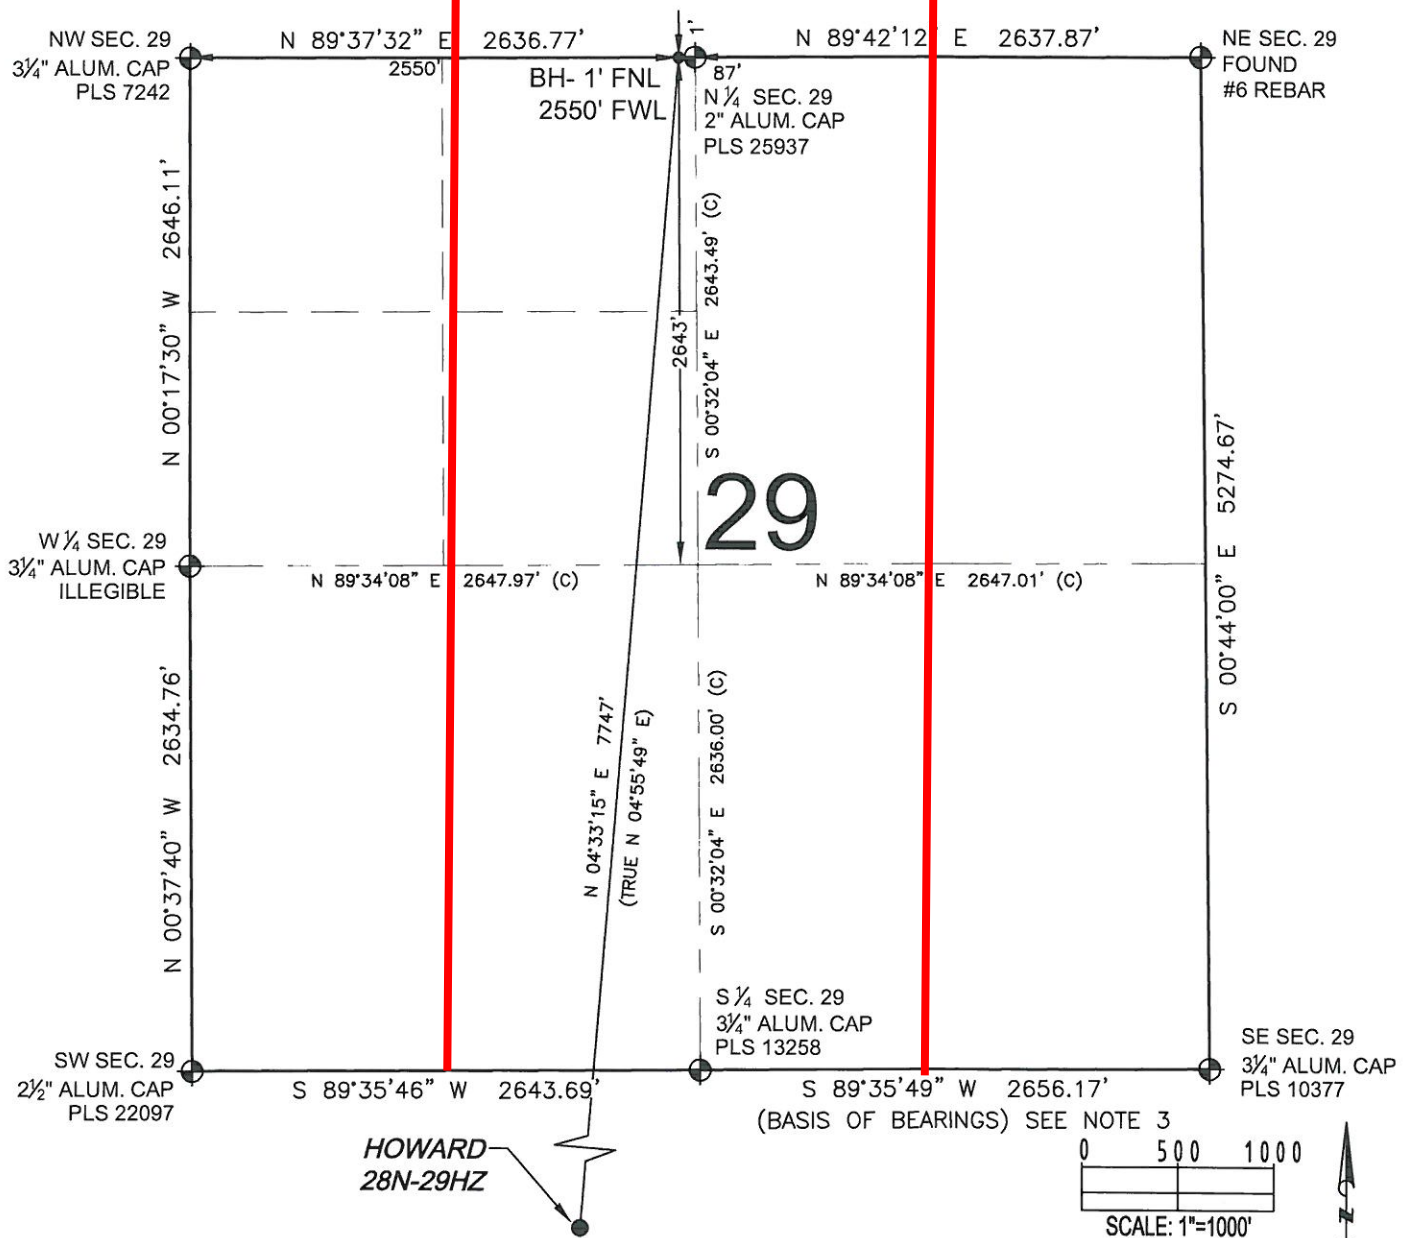 NW SEC. 29
3¼" ALUM. CAP
PLS 7242
N 89°37'32" E 2636.77'
2550'
BH- 1' FNL
2550' FWL
1'
87'
N ¼ SEC. 29
2" ALUM. CAP
PLS 25937
N 89°42'12" E 2637.87'
NE SEC. 29
FOUND
#6 REBAR
N 00°17'30" W 2646.11'
2643'
S 00°32'04" E 2643.49' (C)
29
S 00°44'00" E 5274.67'
W ¼ SEC. 29
3¼" ALUM. CAP
ILLEGIBLE
N 89°34'08" E 2647.97' (C)
N 89°34'08" E 2647.01' (C)
N 00°37'40" W 2634.76'
N 04°33'15" E 7747'
(TRUE N 04°55'49" E)
S 00°32'04" E 2636.00' (C)
S ¼ SEC. 29
3¼" ALUM. CAP
PLS 13258
SW SEC. 29
2½" ALUM. CAP
PLS 22097
S 89°35'46" W 2643.69'
S 89°35'49" W 2656.17'
(BASIS OF BEARINGS) SEE NOTE 3
SE SEC. 29
3¼" ALUM. CAP
PLS 10377
HOWARD
28N-29HZ
0 500 1000
SCALE: 1"=1000'
N